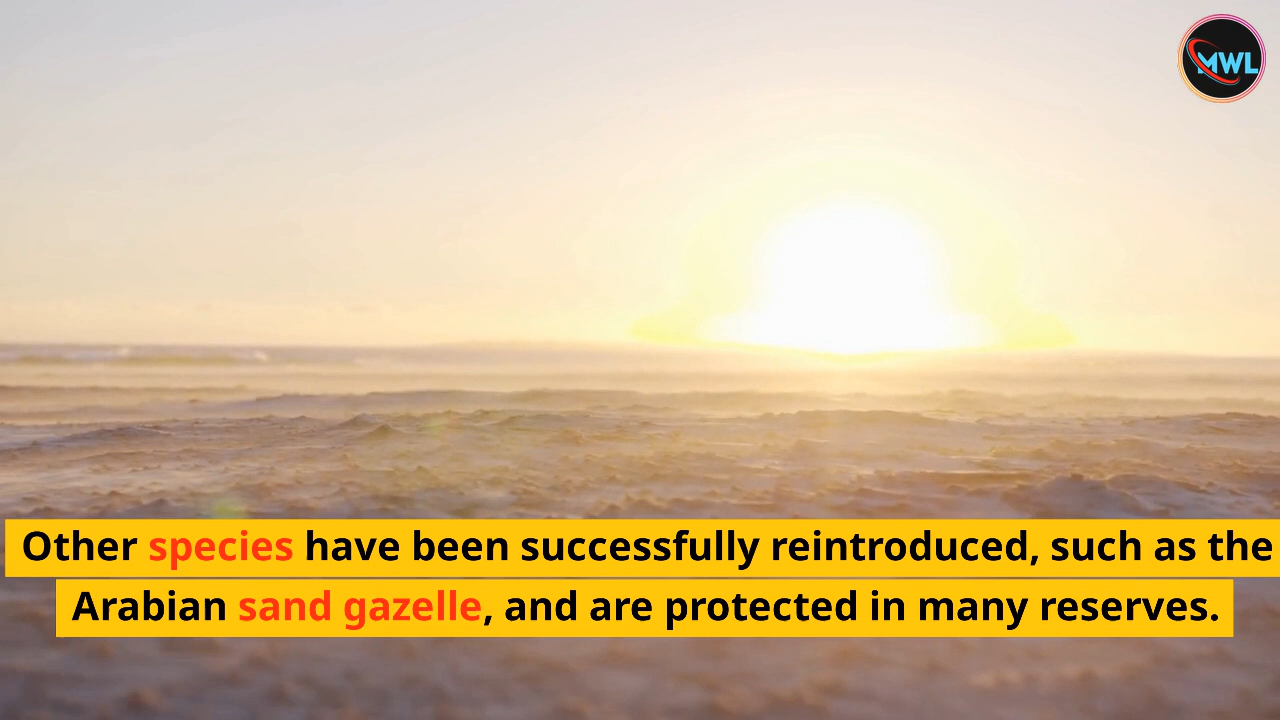 MWL
Other species have been successfully reintroduced, such as the
Arabian sand gazelle, and are protected in many reserves.